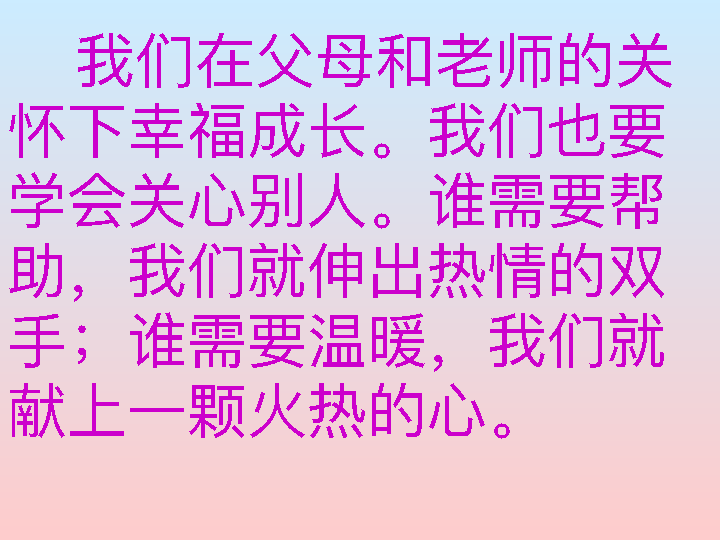 我们在父母和老师的关
怀下幸福成长。我们也要
学会关心别人。谁需要帮
助，我们就伸出热情的双
手；谁需要温暖，我们就
献上一颗火热的心。